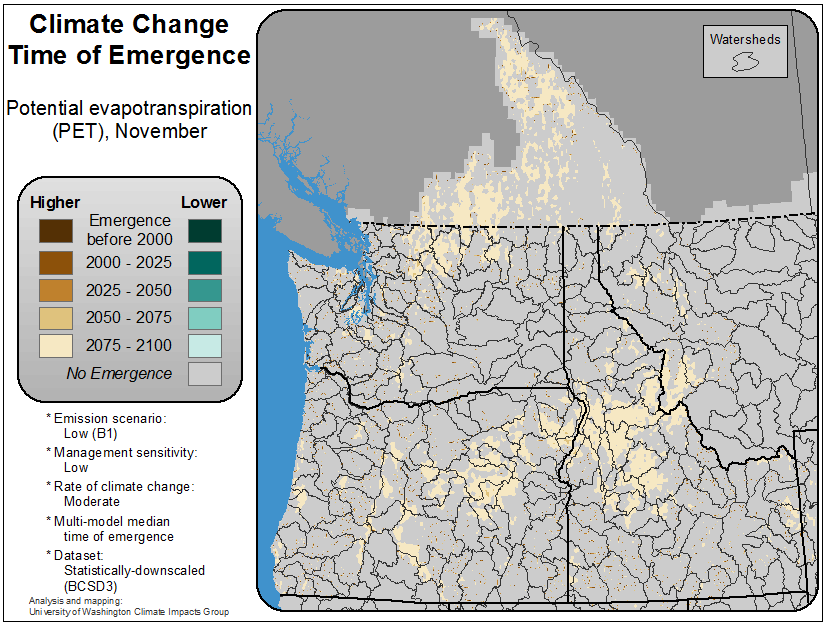 Climate Change
Time of Emergence
Potential evapotranspiration
(PET), November
Higher Lower
Emergence
before 2000
2000 - 2025
2025 - 2050
2050 - 2075
2075 - 2100
No Emergence
* Emission scenario:
Low (B1)
* Management sensitivity:
Low
* Rate of climate change:
Moderate
* Multi-model median
time of emergence
* Dataset:
Statistically-downscaled
(BCSD3)
Analysis and mapping:
University of Washington Climate Impacts Group
Watersheds